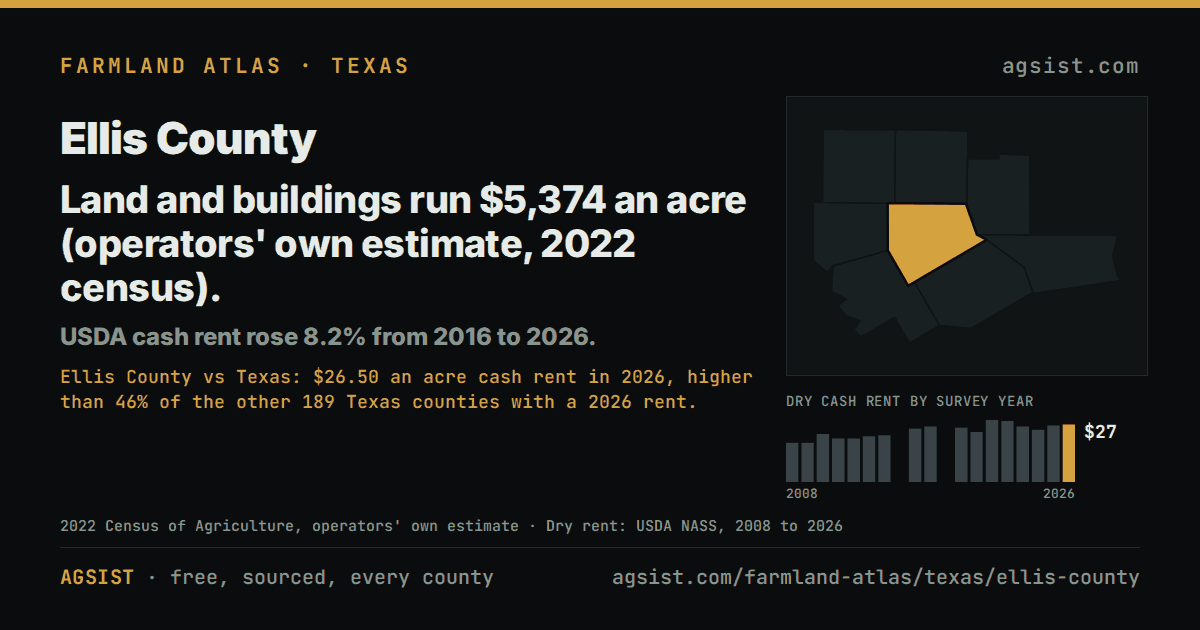 FARMLAND ATLAS · TEXAS
agsist.com
Ellis County
Land and buildings run $5,374 an acre
(operators' own estimate, 2022
census).
USDA cash rent rose 8.2% from 2016 to 2026.
Ellis County vs Texas: $26.50 an acre cash rent in 2026, higher
than 46% of the other 189 Texas counties with a 2026 rent.
DRY CASH RENT BY SURVEY YEAR
$27
2008
2026
2022 Census of Agriculture, operators' own estimate · Dry rent: USDA NASS, 2008 to 2026
AGSIST · free, sourced, every county
agsist.com/farmland-atlas/texas/ellis-county